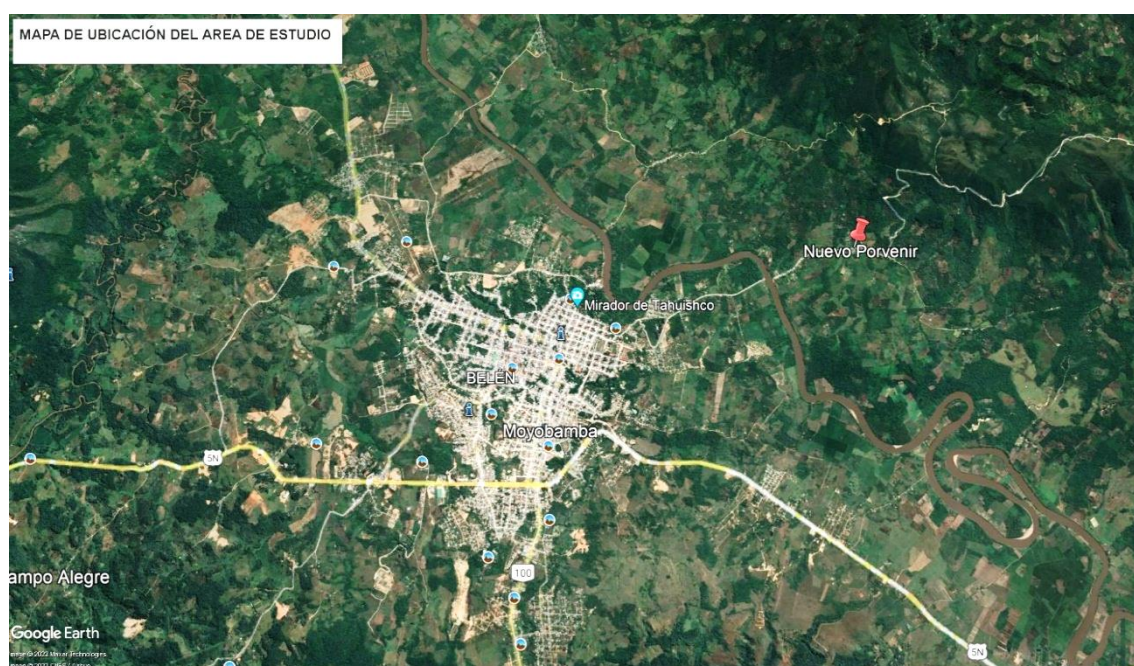 MAPA DE UBICACIÓN DEL AREA DE ESTUDIO
Nuevo Porvenir
Mirador de Tahuishco
BELÉN
Moyobamba
5N
100
ampo Alegre
Google Earth
5N